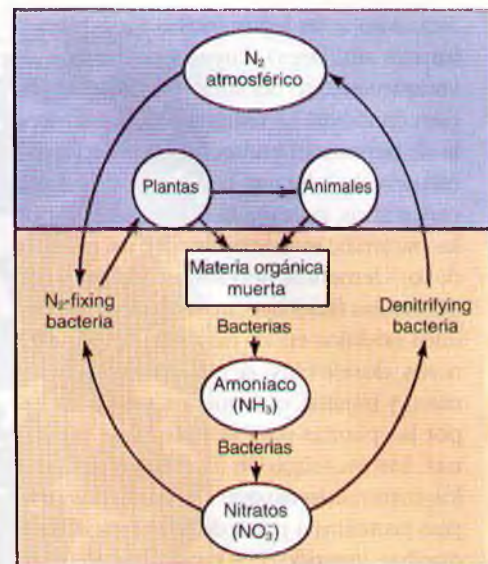 N₂
atmosférico
Plantas
Animales
Materia orgánica
muerta
N₂-fixing
bacteria
Denitrifying
bacteria
Bacterias
Amoníaco
(NH₃)
Bacterias
Nitratos
(NO₃⁻)